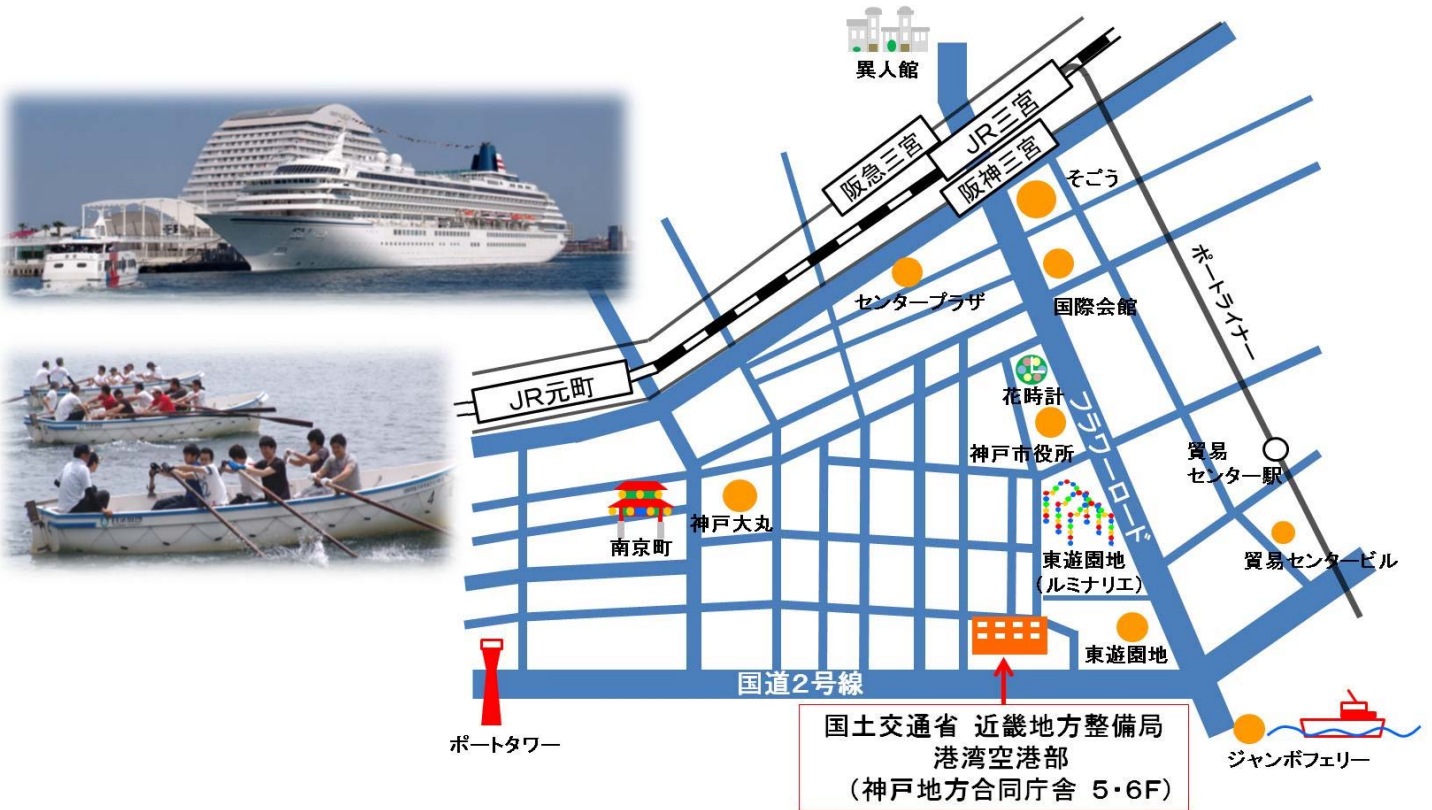 異人館
JR三宮
阪急三宮
阪神三宮
そごう
ポートライナー
センタープラザ
国際会館
JR元町
花時計
フラワーロード
神戸市役所
貿易
センター駅
南京町
神戸大丸
東遊園地
(ルミナリエ)
貿易センタービル
東遊園地
国道2号線
ポートタワー
国土交通省 近畿地方整備局
港湾空港部
(神戸地方合同庁舎 5・6F)
ジャンボフェリー
4